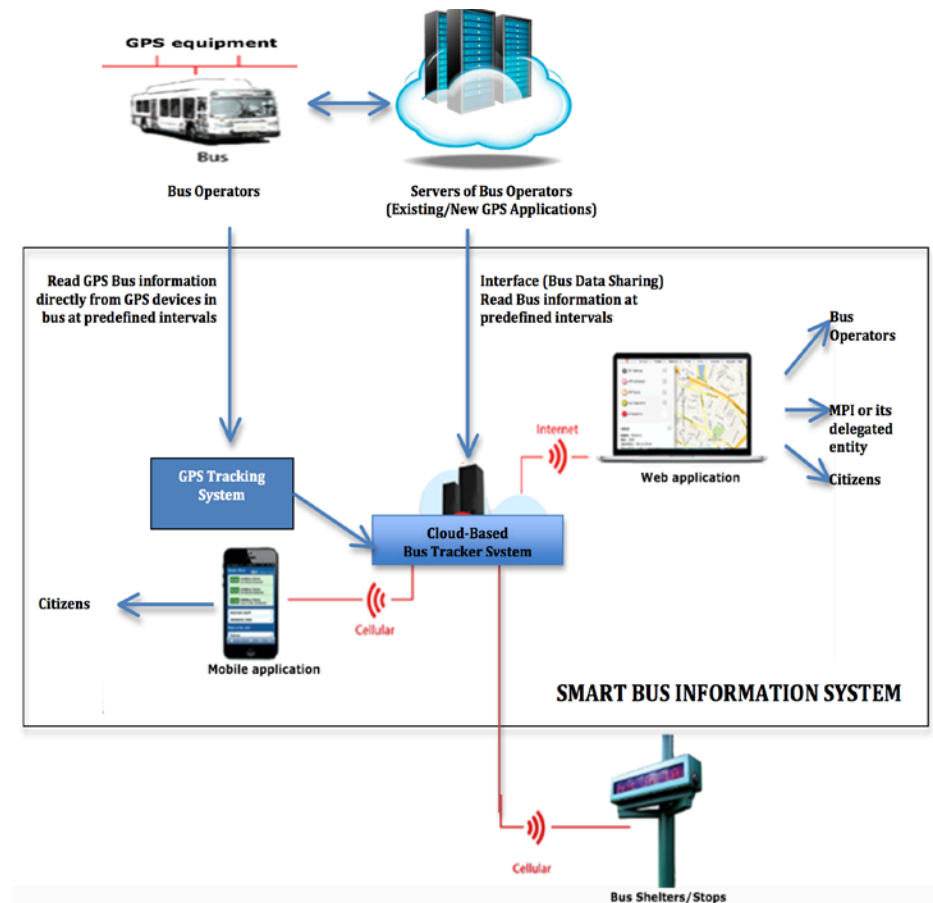 GPS equipment
Bus
Bus Operators
Servers of Bus Operators
(Existing/New GPS Applications)
Read GPS Bus information
directly from GPS devices in
bus at predefined intervals
Interface (Bus Data Sharing)
Read Bus information at
predefined intervals
Bus
Operators
MPI or its
delegated
entity
Citizens
Internet
Web application
GPS Tracking
System
Cloud-Based
Bus Tracker System
Citizens
Cellular
Mobile application
SMART BUS INFORMATION SYSTEM
Cellular
Bus Shelters/Stops